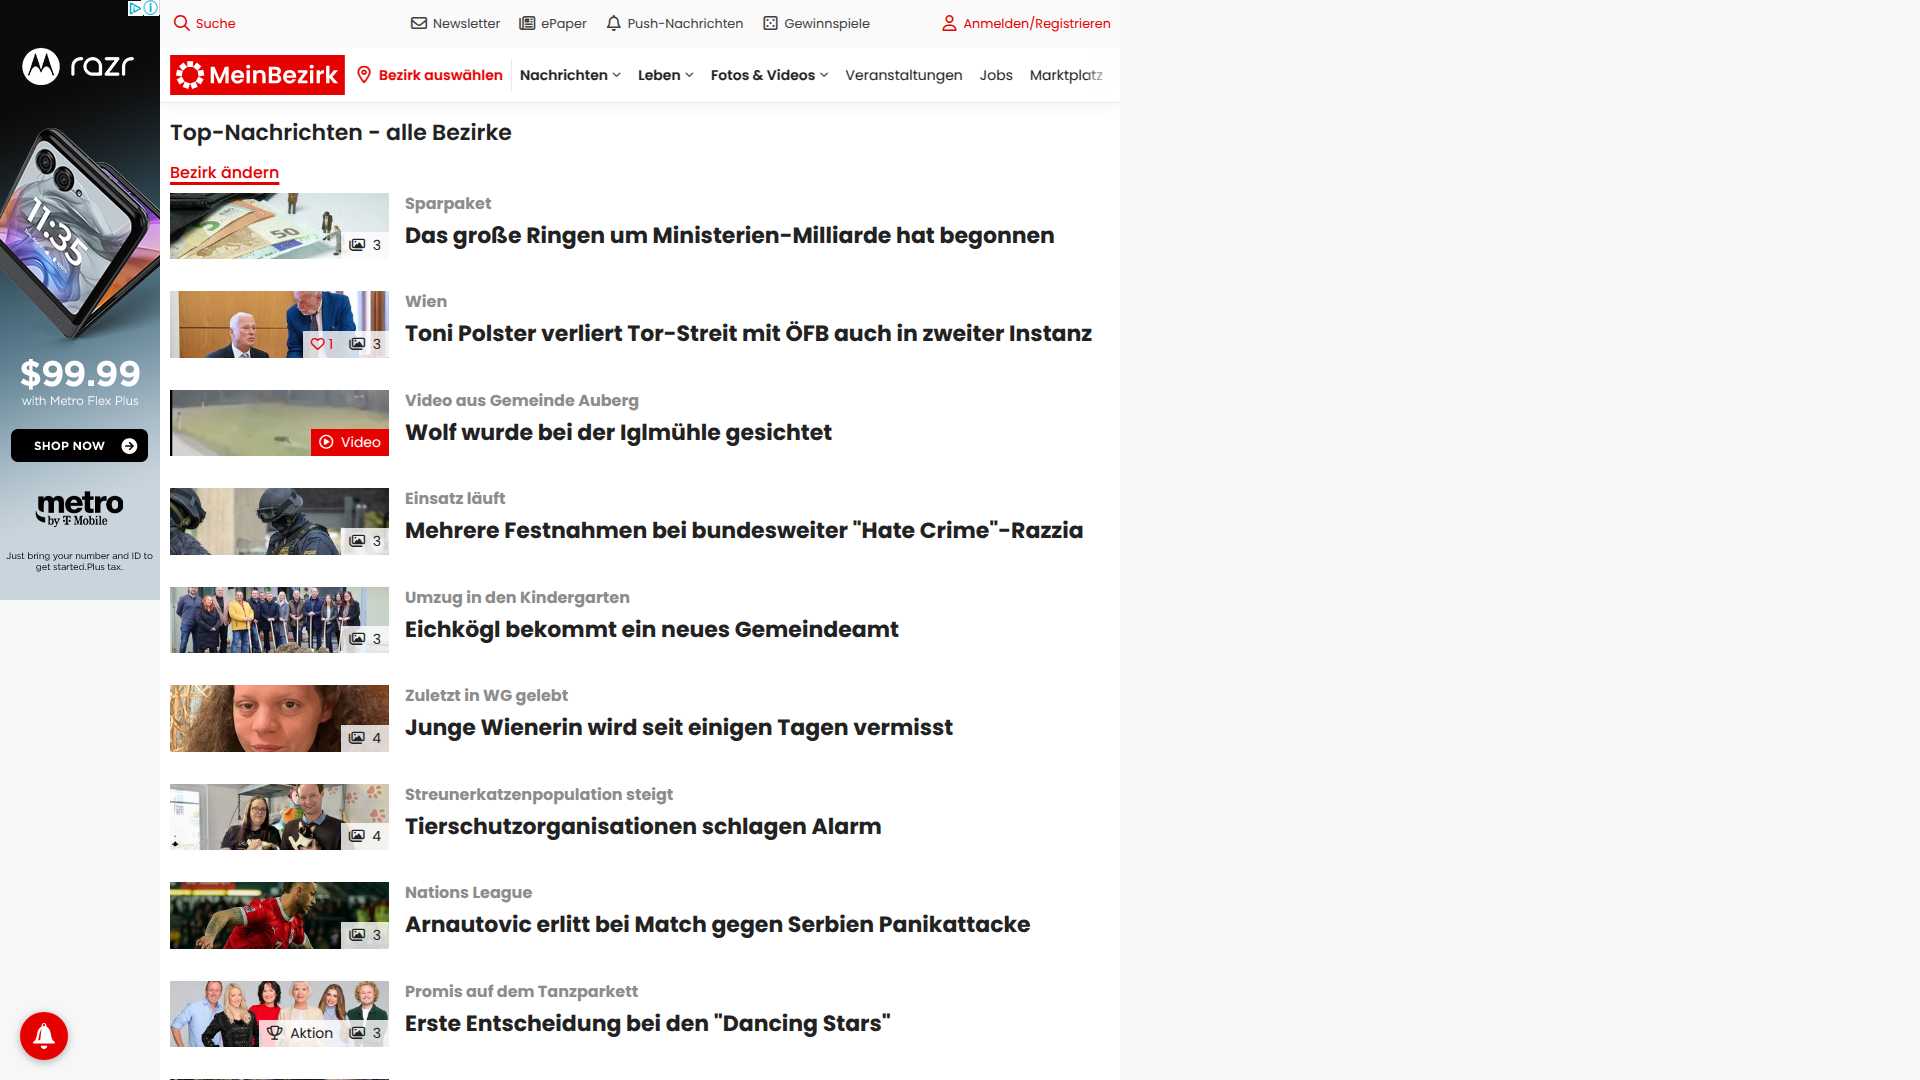 razr
11:35
$99.99
with Metro Flex Plus
SHOP NOW
metro
by T Mobile
Just bring your number and ID to
get started.Plus tax.
Suche
Newsletter
ePaper
Push-Nachrichten
Gewinnspiele
Anmelden/Registrieren
MeinBezirk
Bezirk auswählen
Nachrichten
Leben
Fotos & Videos
Veranstaltungen
Jobs
Marktplatz
Top-Nachrichten - alle Bezirke
Bezirk ändern
50
3
Sparpaket
Das große Ringen um Ministerien-Milliarde hat begonnen
1
3
Wien
Toni Polster verliert Tor-Streit mit ÖFB auch in zweiter Instanz
Video
Video aus Gemeinde Auberg
Wolf wurde bei der Iglmühle gesichtet
3
Einsatz läuft
Mehrere Festnahmen bei bundesweiter "Hate Crime"-Razzia
3
Umzug in den Kindergarten
Eichkögl bekommt ein neues Gemeindeamt
4
Zuletzt in WG gelebt
Junge Wienerin wird seit einigen Tagen vermisst
4
Streunerkatzenpopulation steigt
Tierschutzorganisationen schlagen Alarm
3
Nations League
Arnautovic erlitt bei Match gegen Serbien Panikattacke
Aktion
3
Promis auf dem Tanzparkett
Erste Entscheidung bei den "Dancing Stars"